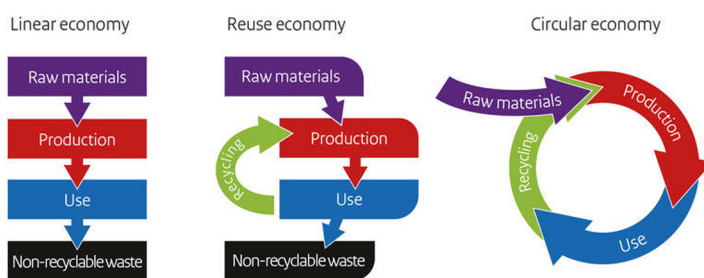 Linear economy
Raw materials
Production
Use
Non-recyclable waste
Reuse economy
Raw materials
Production
Recycling
Use
Non-recyclable waste
Circular economy
Raw materials
Production
Recycling
Use